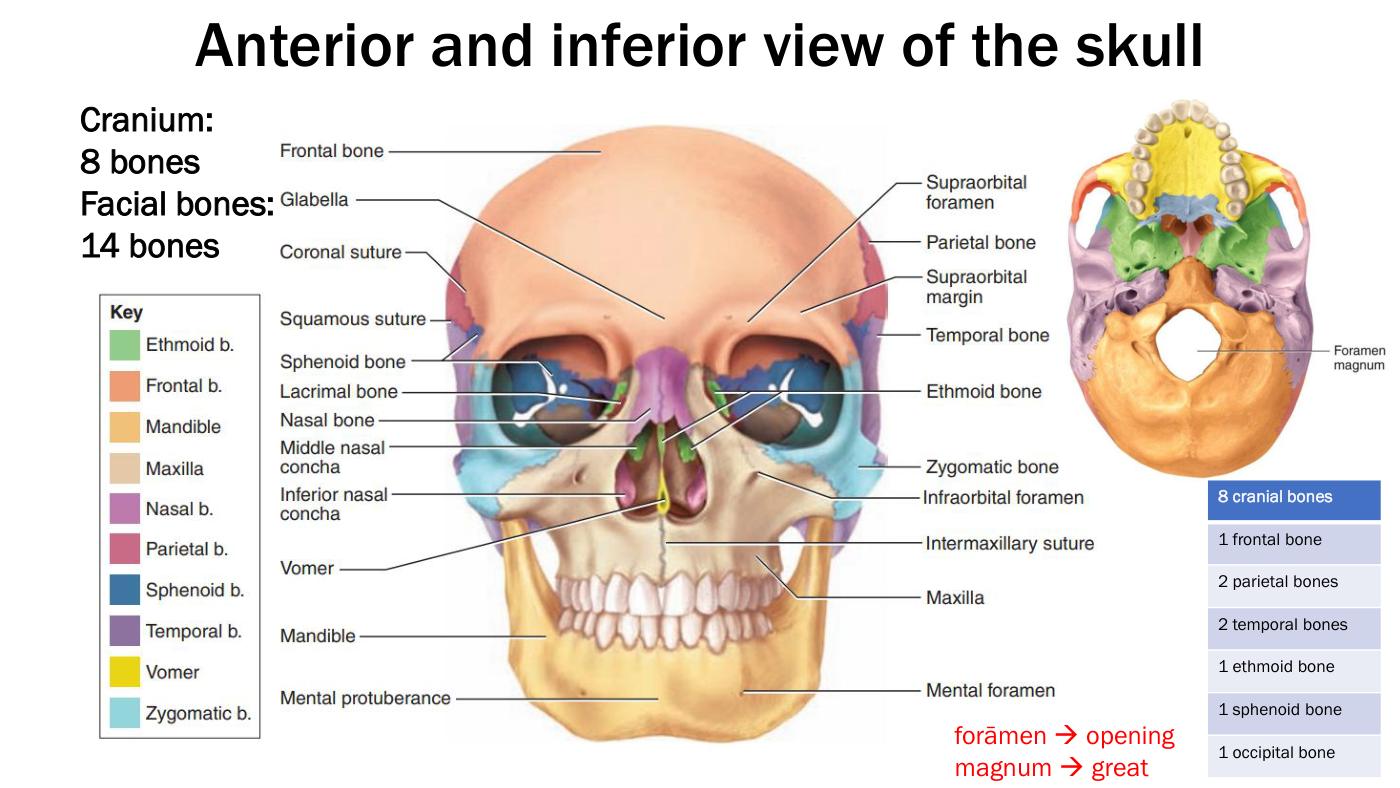 Anterior and inferior view of the skull
Cranium:
8 bones
Facial bones:
14 bones
Key
Ethmoid b.
Frontal b.
Mandible
Maxilla
Nasal b.
Parietal b.
Sphenoid b.
Temporal b.
Vomer
Zygomatic b.
Frontal bone
Glabella
Coronal suture
Squamous suture
Sphenoid bone
Lacrimal bone
Nasal bone
Middle nasal
concha
Inferior nasal
concha
Vomer
Mandible
Mental protuberance
Supraorbital
foramen
Parietal bone
Supraorbital
margin
Temporal bone
Ethmoid bone
Zygomatic bone
Infraorbital foramen
Intermaxillary suture
Maxilla
Mental foramen
Foramen
magnum
forāmen → opening
magnum → great
8 cranial bones
1 frontal bone
2 parietal bones
2 temporal bones
1 ethmoid bone
1 sphenoid bone
1 occipital bone